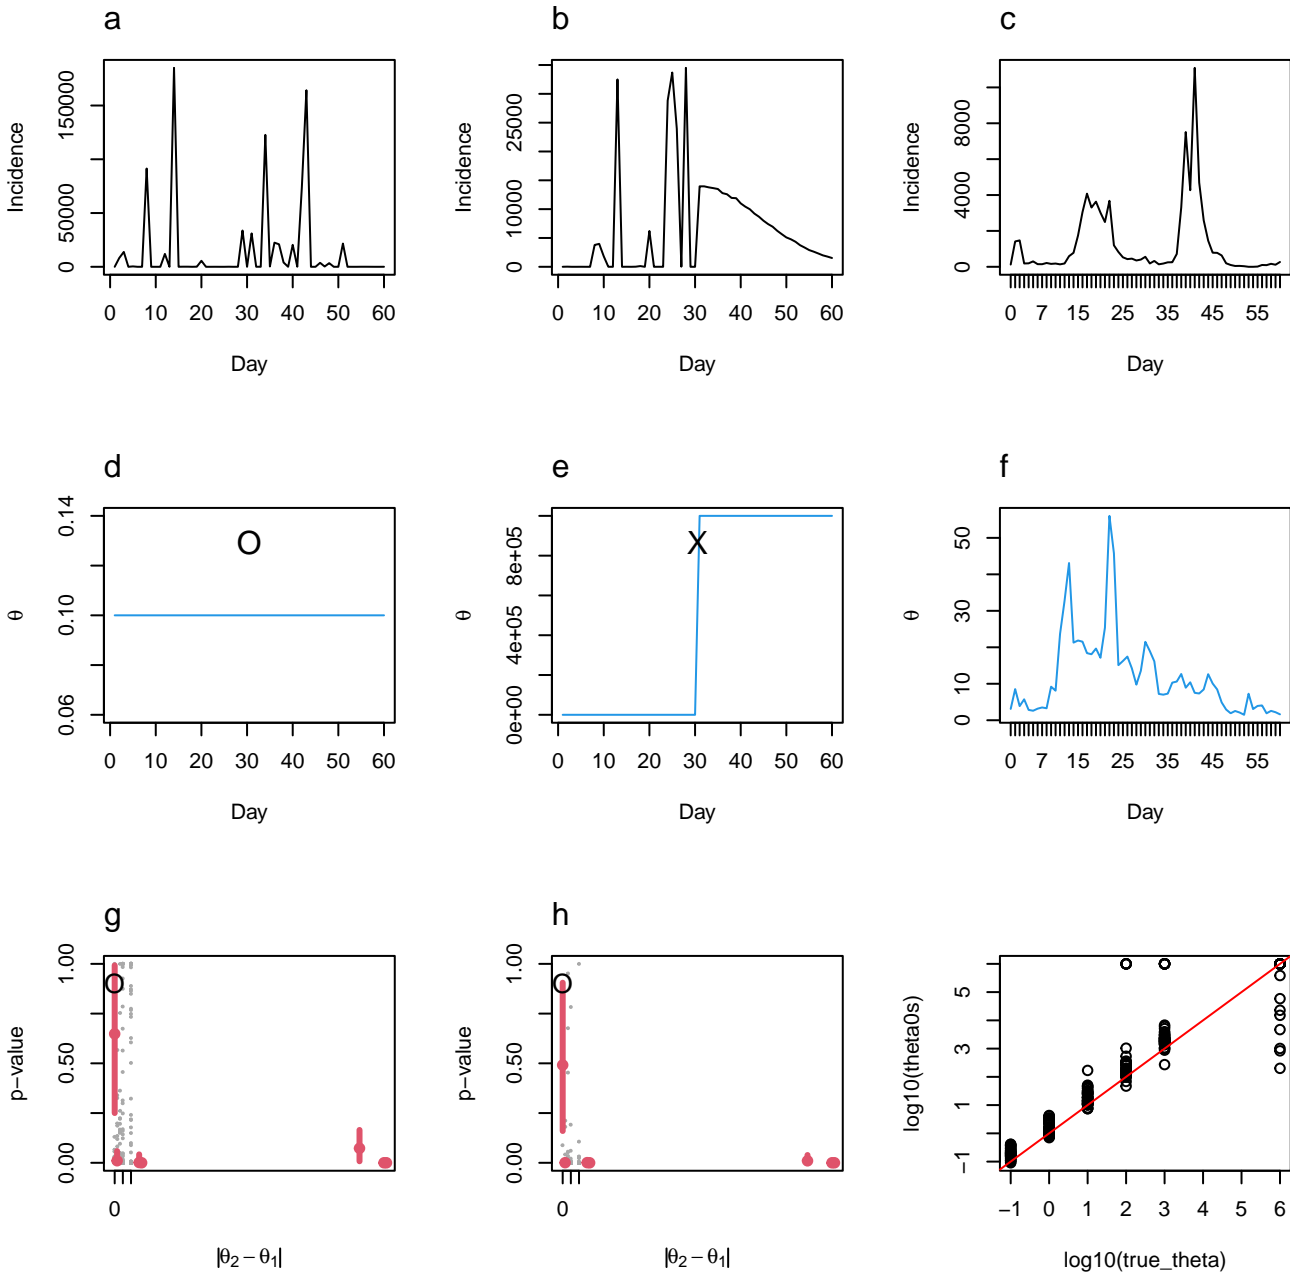 a b c
Incidence
0 50000 150000
0 10 20 30 40 50 60
Day
Incidence
0 10000 25000
0 10 20 30 40 50 60
Day
Incidence
0 4000 8000
0 7 15 25 35 45 55
Day
d e f
θ
0.06 0.10 0.14
O
0 10 20 30 40 50 60
Day
θ
0e+00 4e+05 8e+05
X
0 10 20 30 40 50 60
Day
θ
0 10 30 50
0 7 15 25 35 45 55
Day
g h
p−value
0.00 0.50 1.00
O
0
|θ2 − θ1|
p−value
0.00 0.50 1.00
O
0
|θ2 − θ1|
log10(theta0s)
−1 1 3 5
−1 0 1 2 3 4 5 6
log10(true_theta)